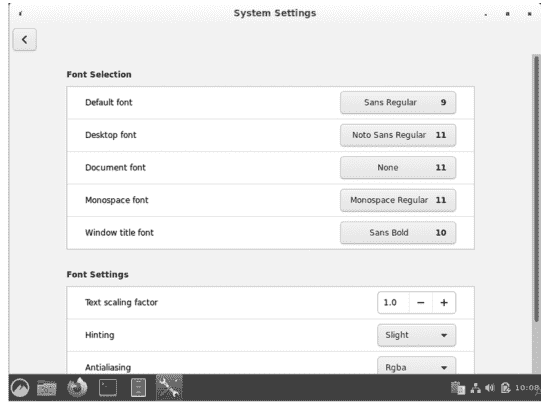 System Settings
Font Selection
Default font Sans Regular 9
Desktop font Noto Sans Regular 11
Document font None 11
Monospace font Monospace Regular 11
Window title font Sans Bold 10
Font Settings
Text scaling factor 1.0 − +
Hinting Slight
Antialiasing Rgba
10:08